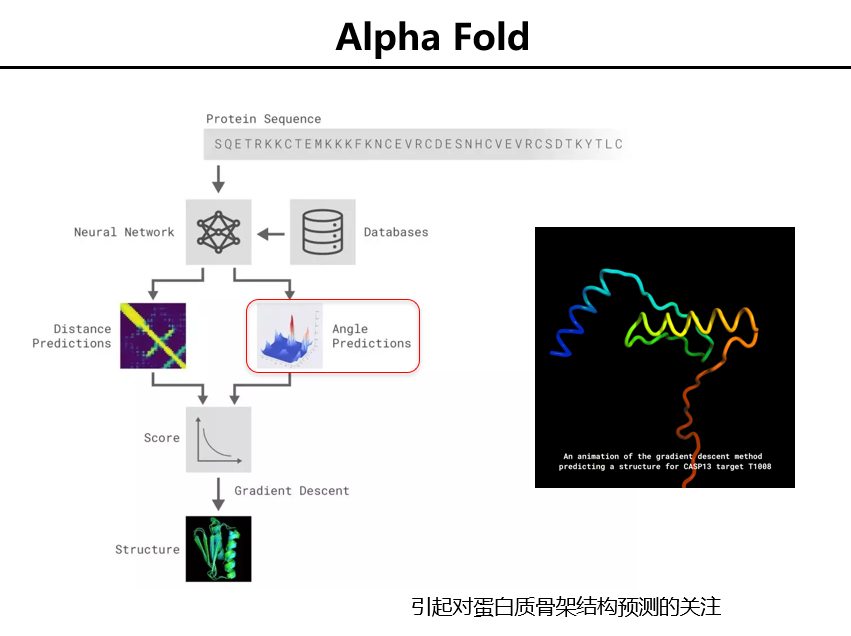 Alpha Fold
Protein Sequence
SQETRKKCTEMKKKFKNCEVRCDESNHCVEVRCSDTKYTLC
Neural Network
Databases
Distance
Predictions
Angle
Predictions
Score
Gradient Descent
Structure
An animation of the gradient descent method
predicting a structure for CASP13 target T1008
引起对蛋白质骨架结构预测的关注